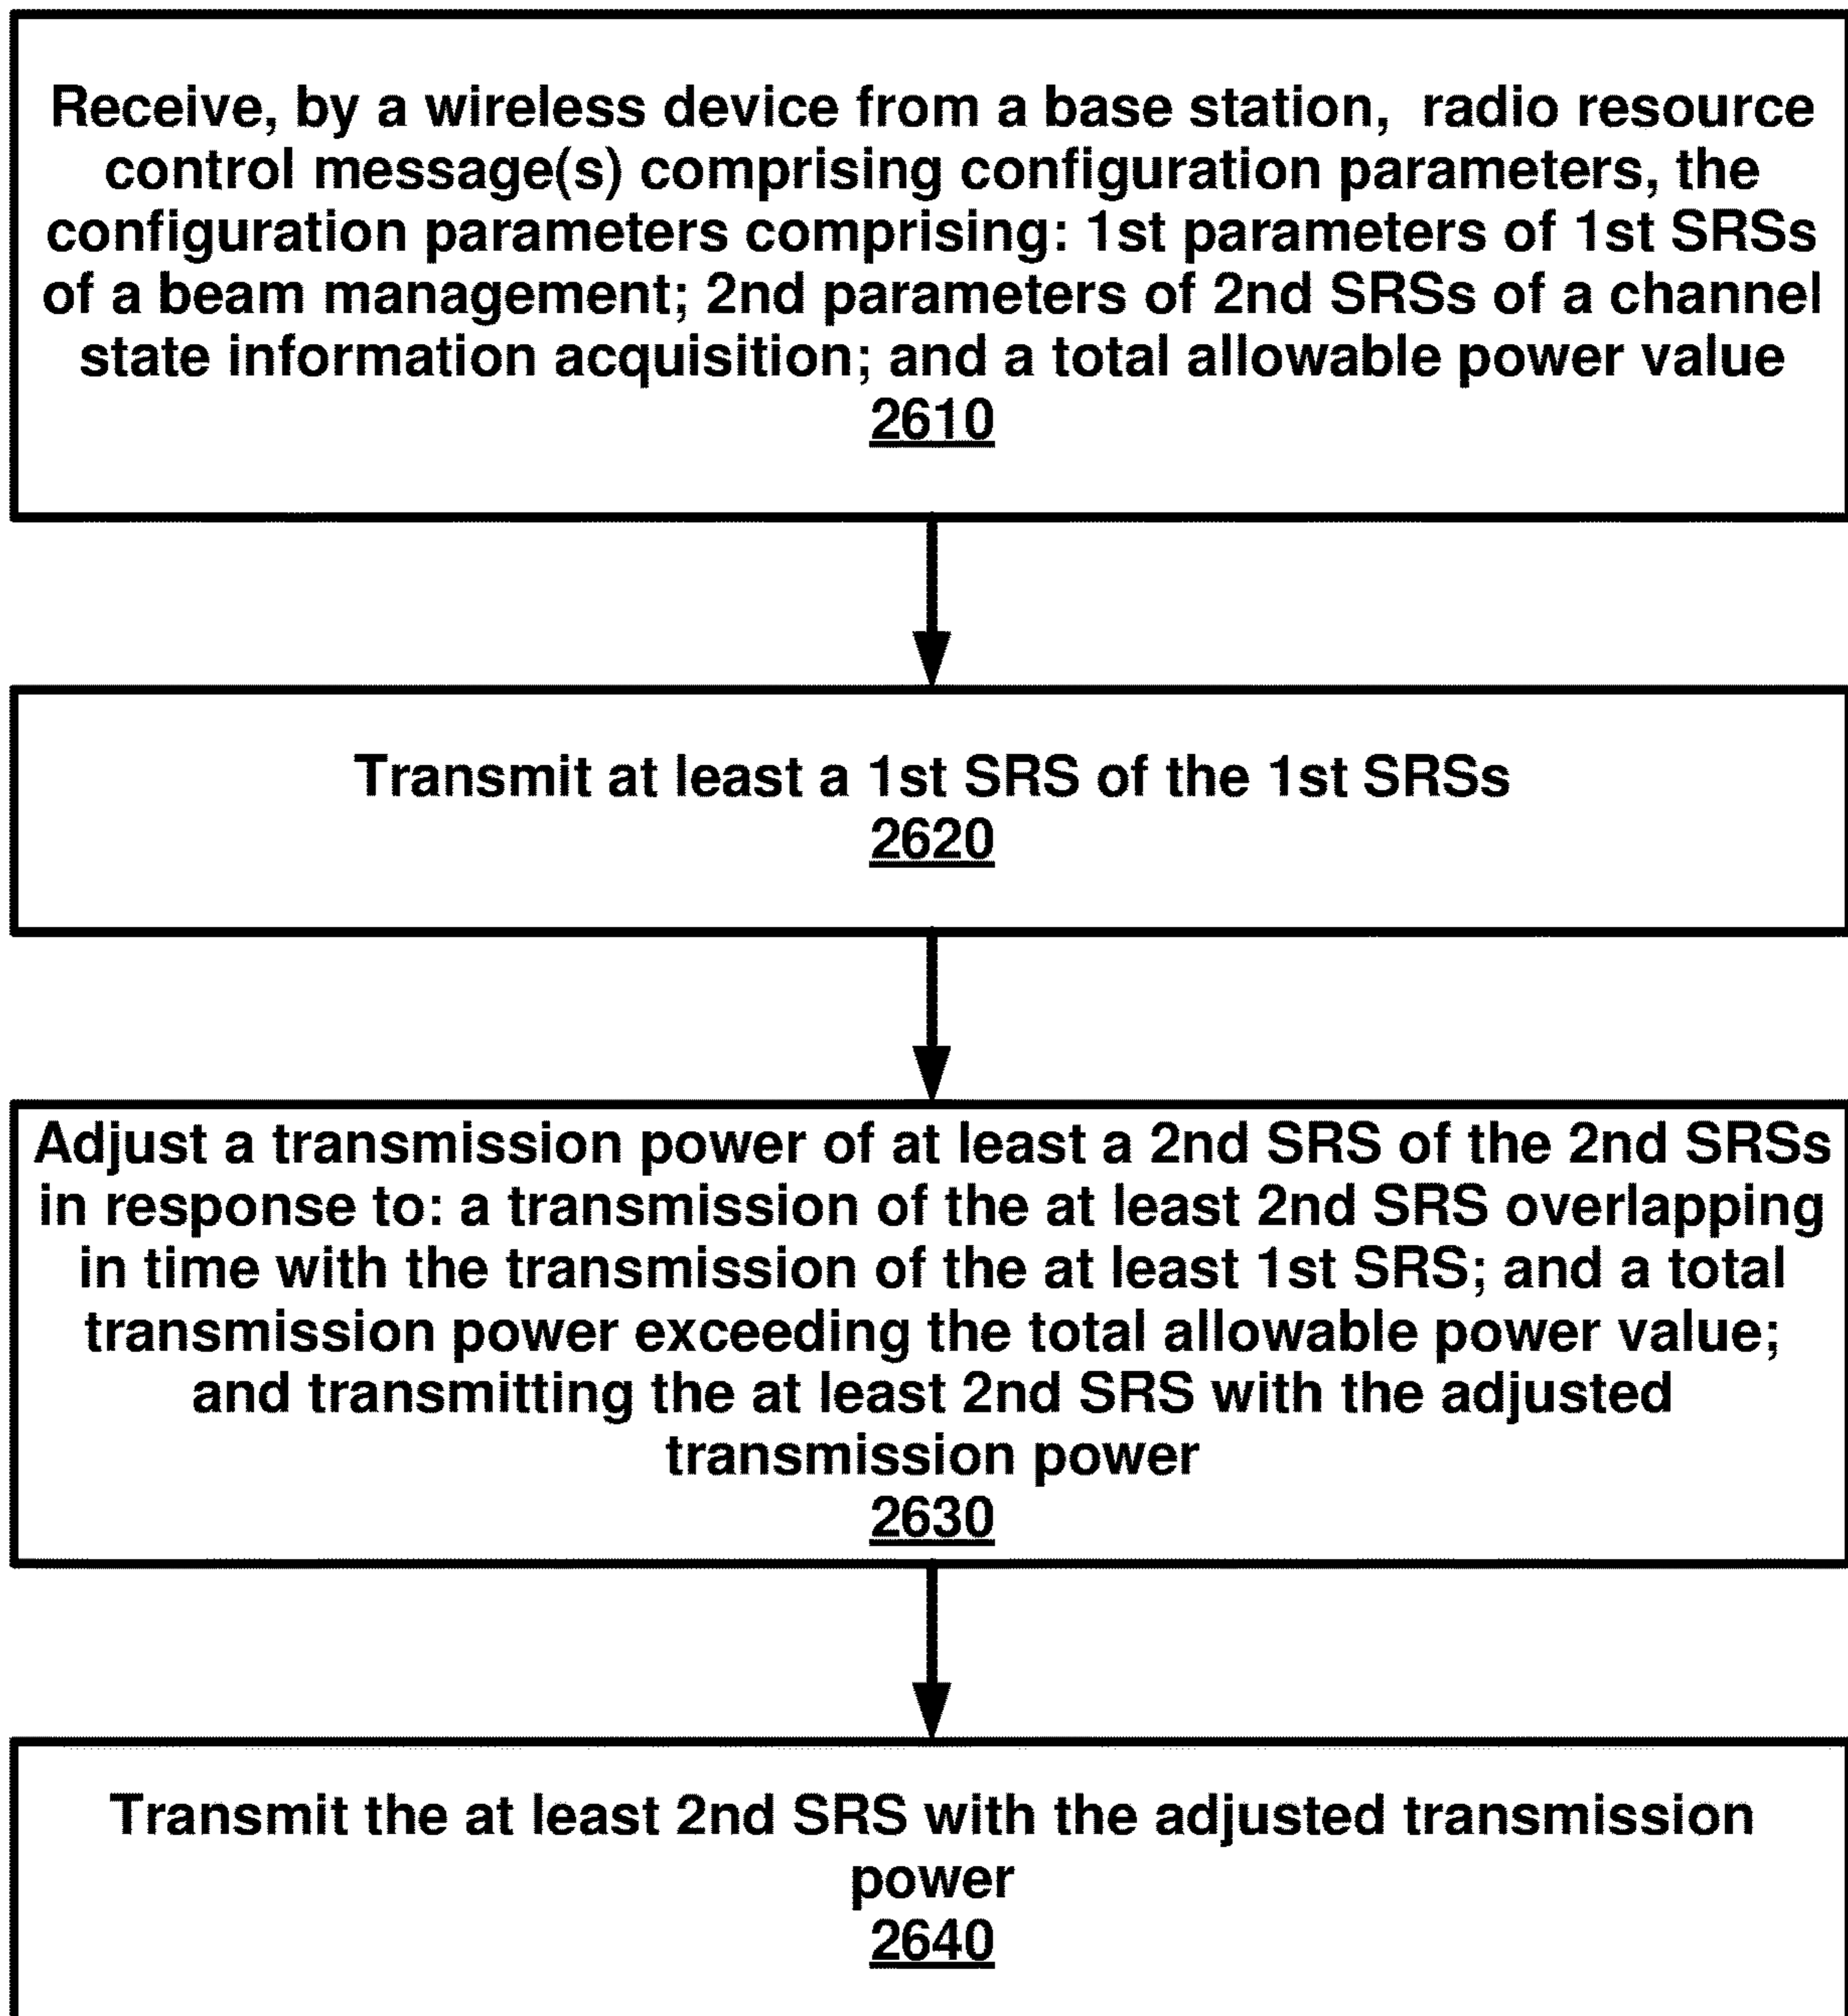 Receive, by a wireless device from a base station,  radio resource
control message(s) comprising configuration parameters, the
configuration parameters comprising: 1st parameters of 1st SRSs
of a beam management; 2nd parameters of 2nd SRSs of a channel
state information acquisition; and a total allowable power value
2610
Transmit at least a 1st SRS of the 1st SRSs
2620
Adjust a transmission power of at least a 2nd SRS of the 2nd SRSs
in response to: a transmission of the at least 2nd SRS overlapping
in time with the transmission of the at least 1st SRS; and a total
transmission power exceeding the total allowable power value;
and transmitting the at least 2nd SRS with the adjusted
transmission power
2630
Transmit the at least 2nd SRS with the adjusted transmission
power
2640